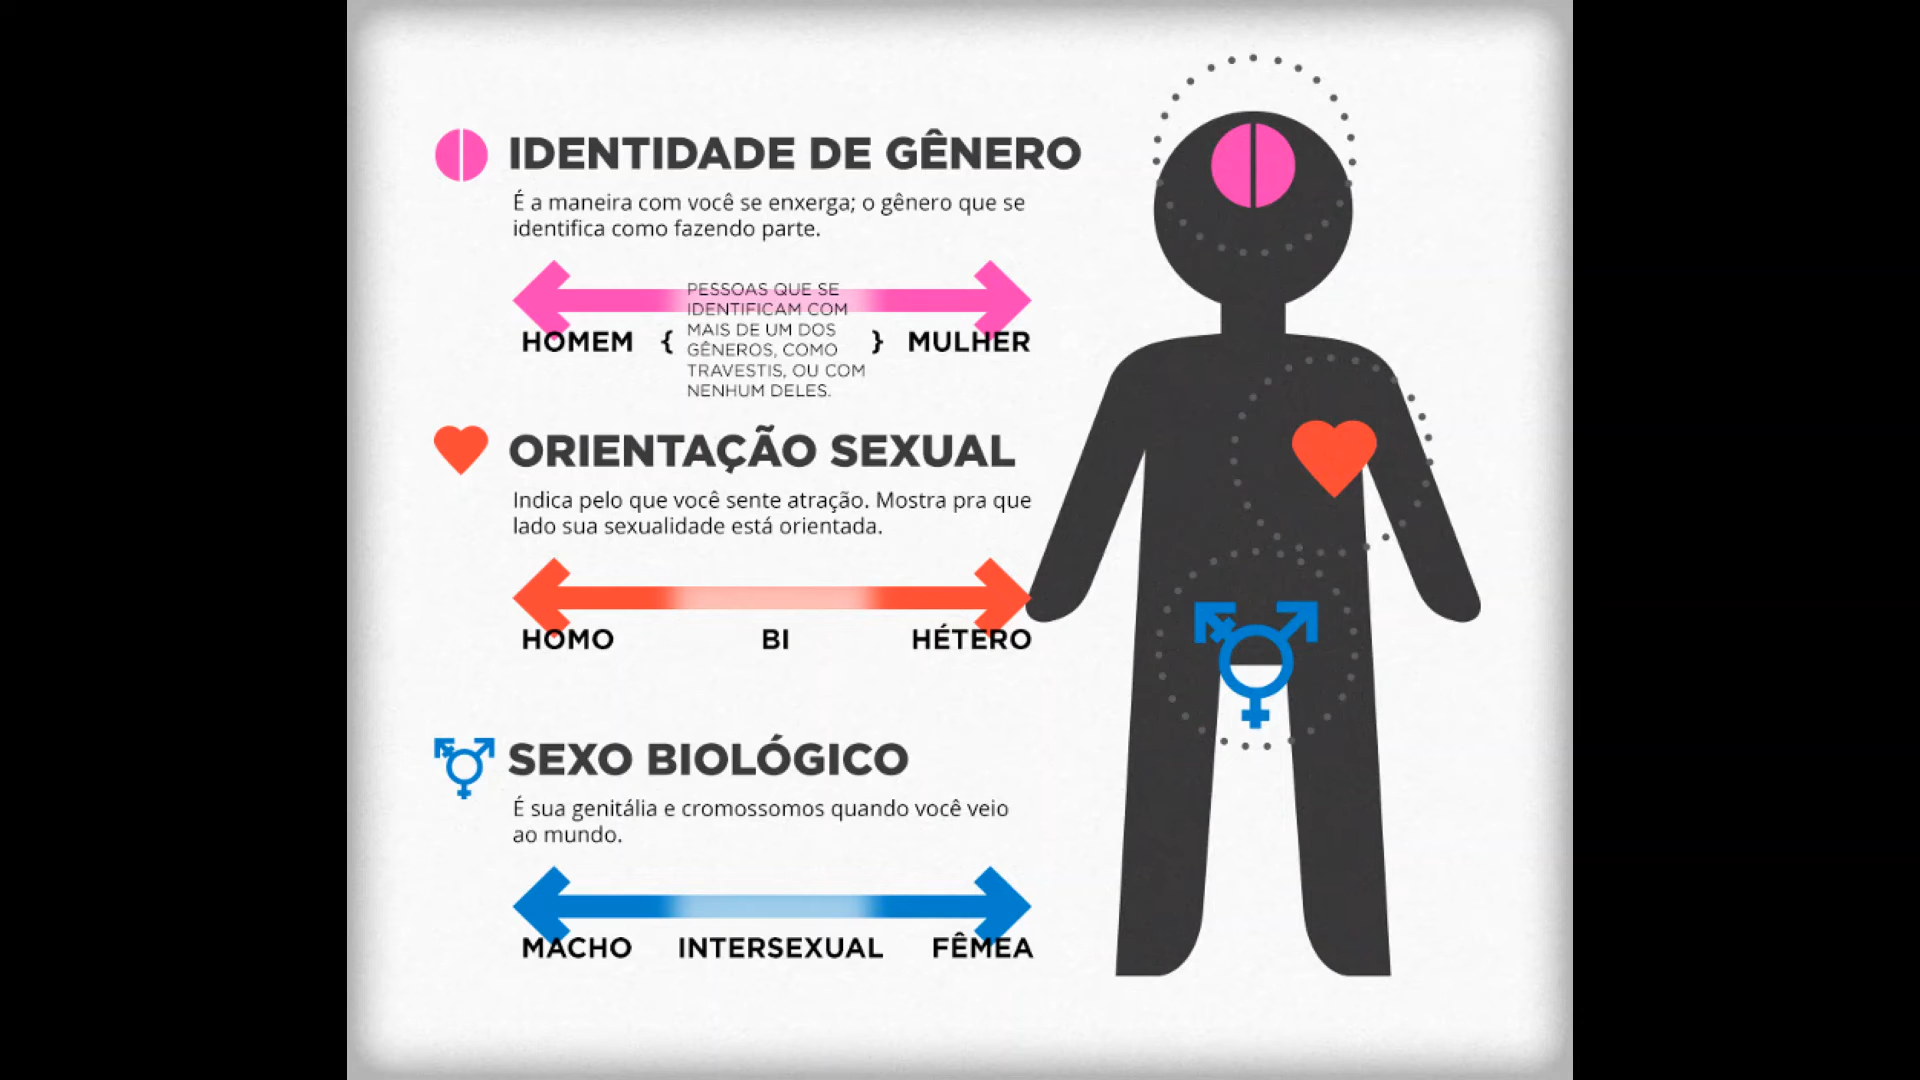 IDENTIDADE DE GÊNERO
É a maneira com você se enxerga; o gênero que se
identifica como fazendo parte.
PESSOAS QUE SE
IDENTIFICAM COM
MAIS DE UM DOS
HOMEM { GÊNEROS, COMO } MULHER
TRAVESTIS, OU COM
NENHUM DELES.
ORIENTAÇÃO SEXUAL
Indica pelo que você sente atração. Mostra pra que
lado sua sexualidade está orientada.
HOMO BI HÉTERO
SEXO BIOLÓGICO
É sua genitália e cromossomos quando você veio
ao mundo.
MACHO INTERSEXUAL FÊMEA